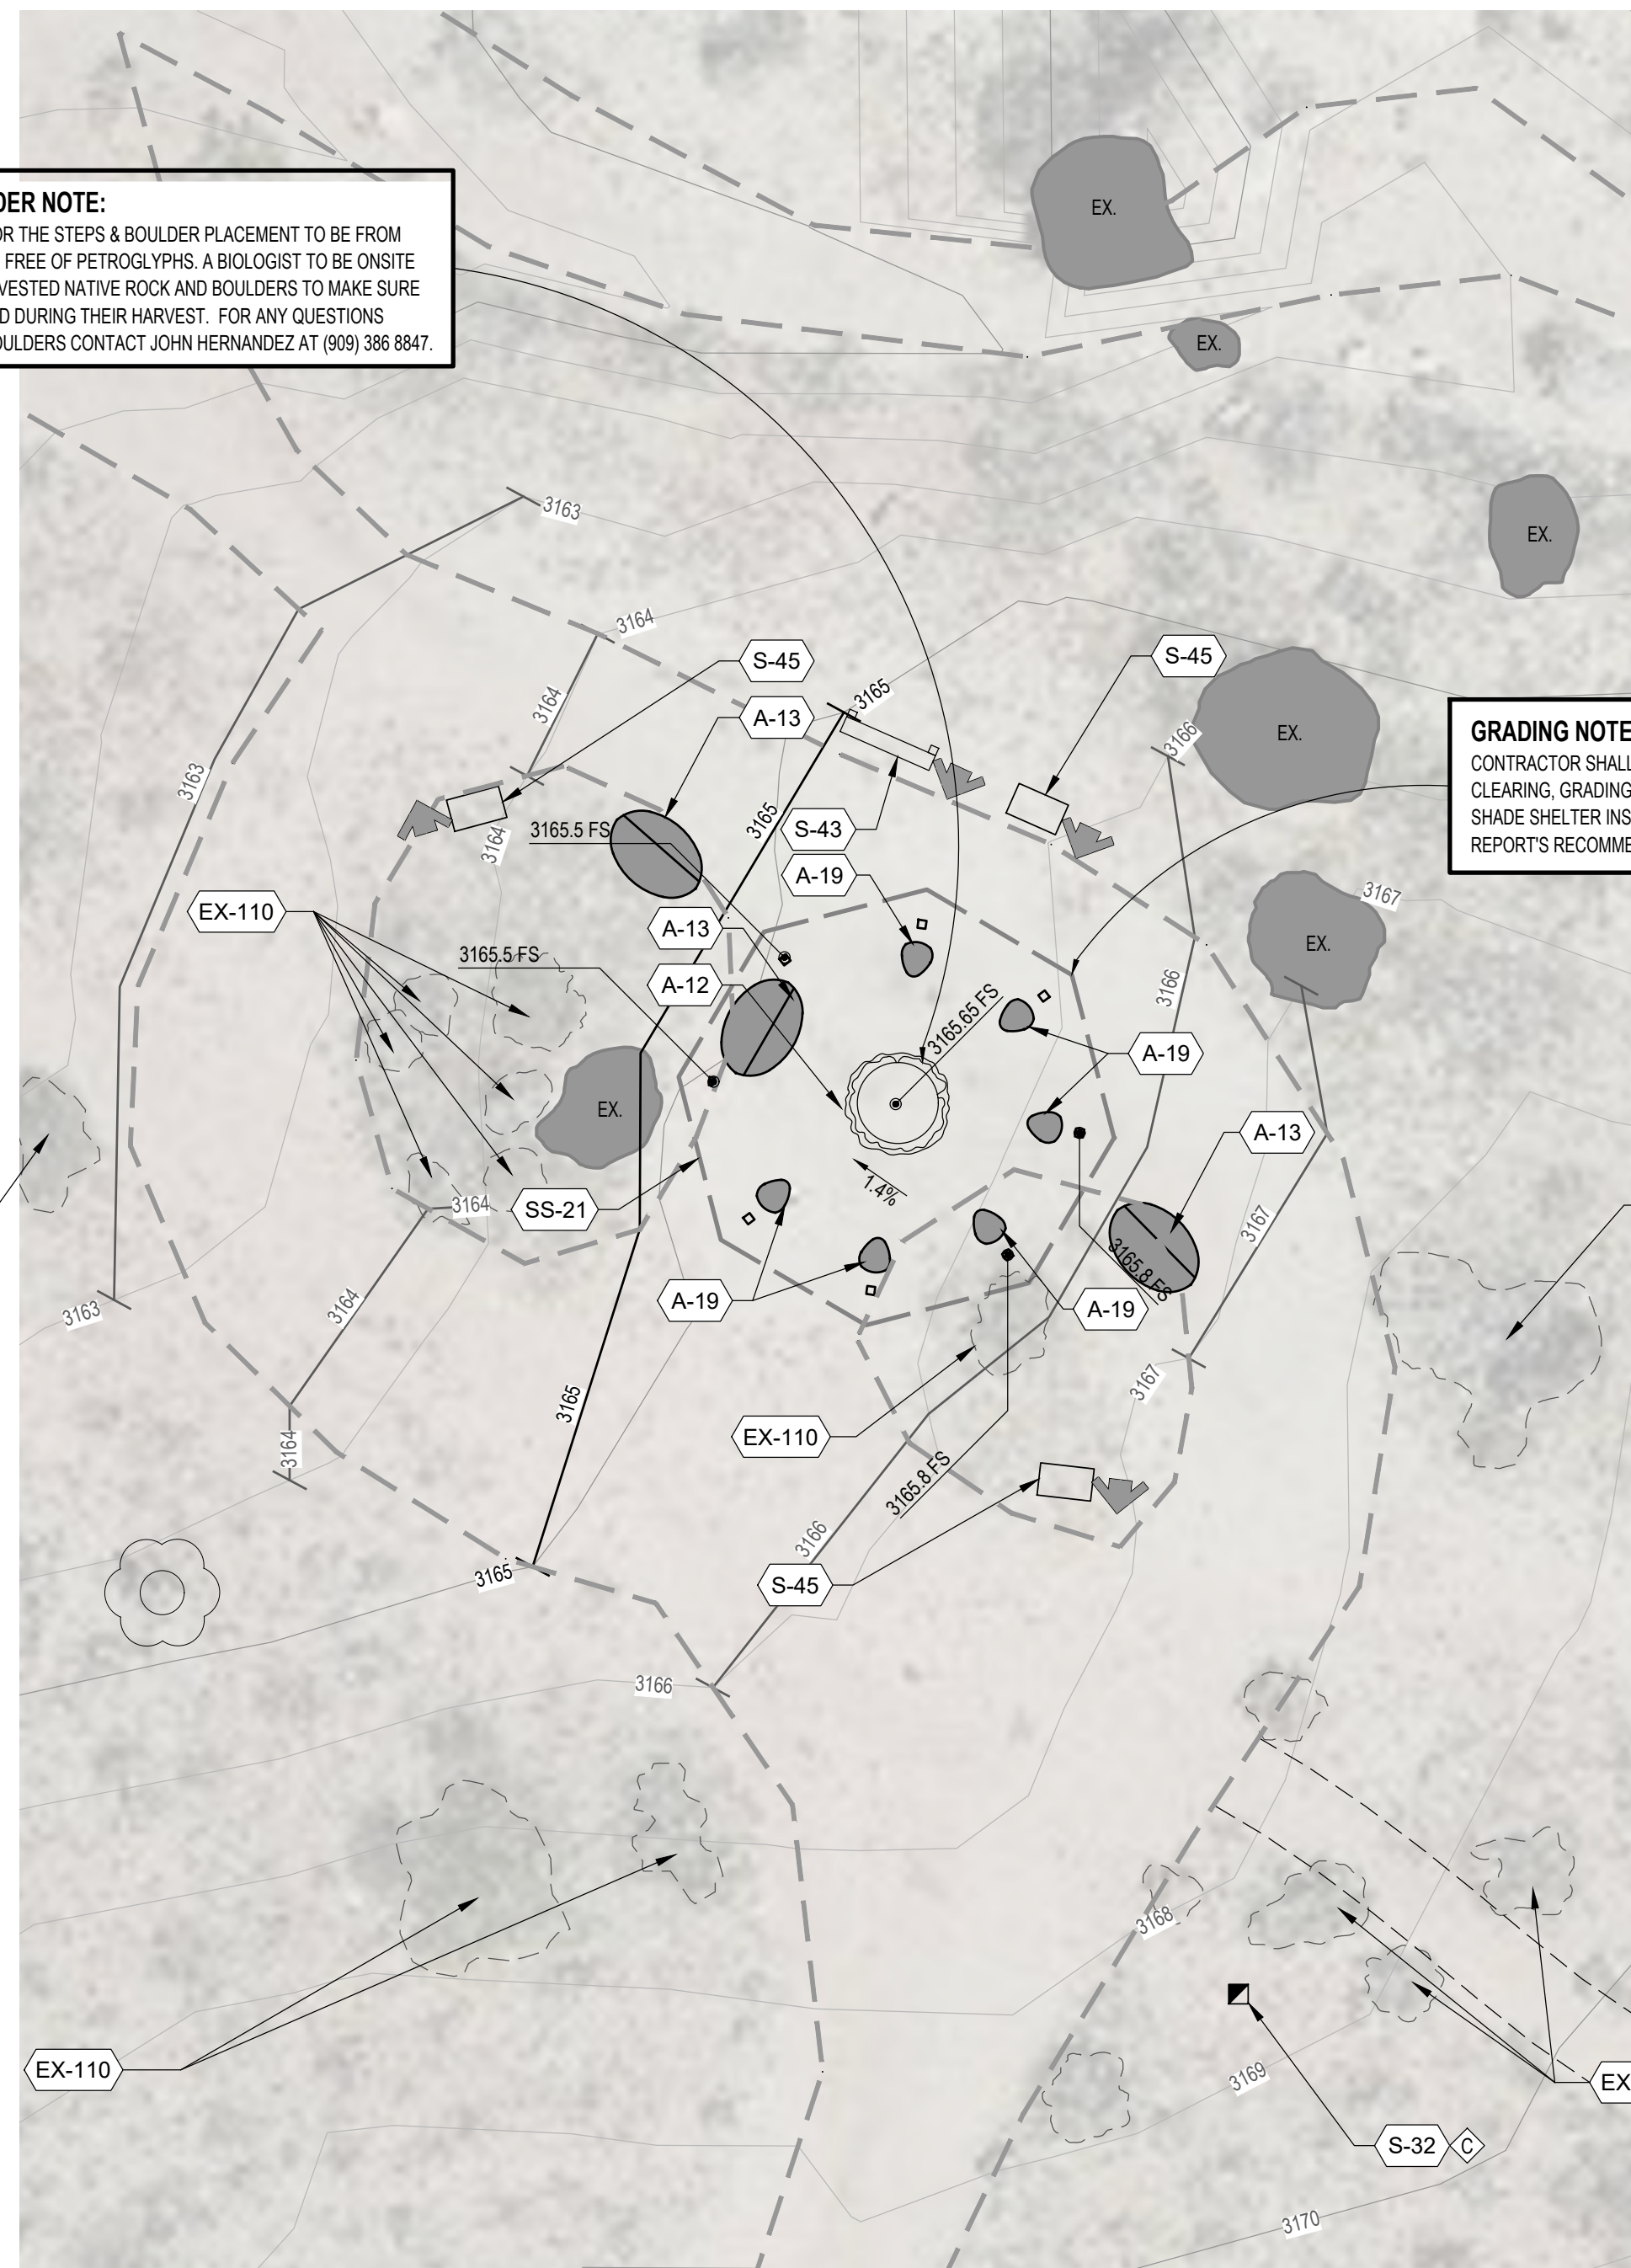 DER NOTE:
OR THE STEPS & BOULDER PLACEMENT TO BE FROM
FREE OF PETROGLYPHS. A BIOLOGIST TO BE ONSITE
VESTED NATIVE ROCK AND BOULDERS TO MAKE SURE
D DURING THEIR HARVEST. FOR ANY QUESTIONS
OULDERS CONTACT JOHN HERNANDEZ AT (909) 386 8847.
EX.
EX.
3163
EX.
3164
S-45
S-45
3165
3164
A-13
3166
EX.
GRADING NOTE
CONTRACTOR SHALL
CLEARING, GRADING
SHADE SHELTER INS
REPORT'S RECOMME
3163
3165
3165.5 FS
S-43
3164
A-19
3167
EX-110
A-13
EX.
3165.5 FS
A-12
3166
3165.65 FS
A-19
EX.
A-13
1.4%
3164
SS-21
3167
3165.8 FS
A-19
A-19
3164
3163
3167
3165
EX-110
3164
3165.8 FS
3166
3165
S-45
3166
3168
EX-110
3169
EX
S-32
C
3170